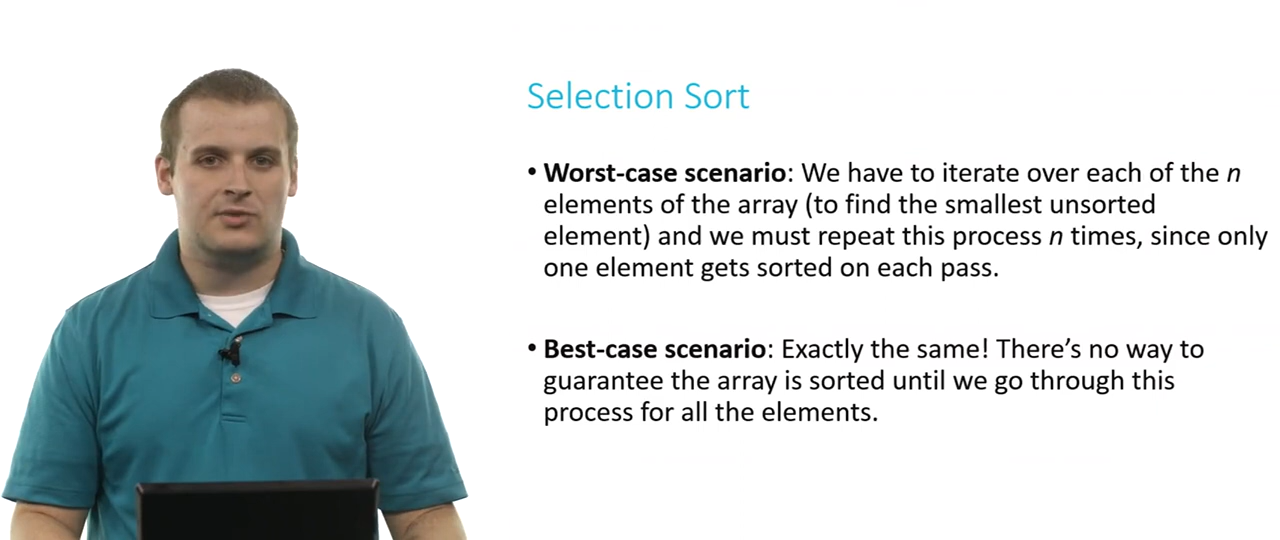 Selection Sort
• Worst-case scenario: We have to iterate over each of the n
elements of the array (to find the smallest unsorted
element) and we must repeat this process n times, since only
one element gets sorted on each pass.
• Best-case scenario: Exactly the same! There’s no way to
guarantee the array is sorted until we go through this
process for all the elements.